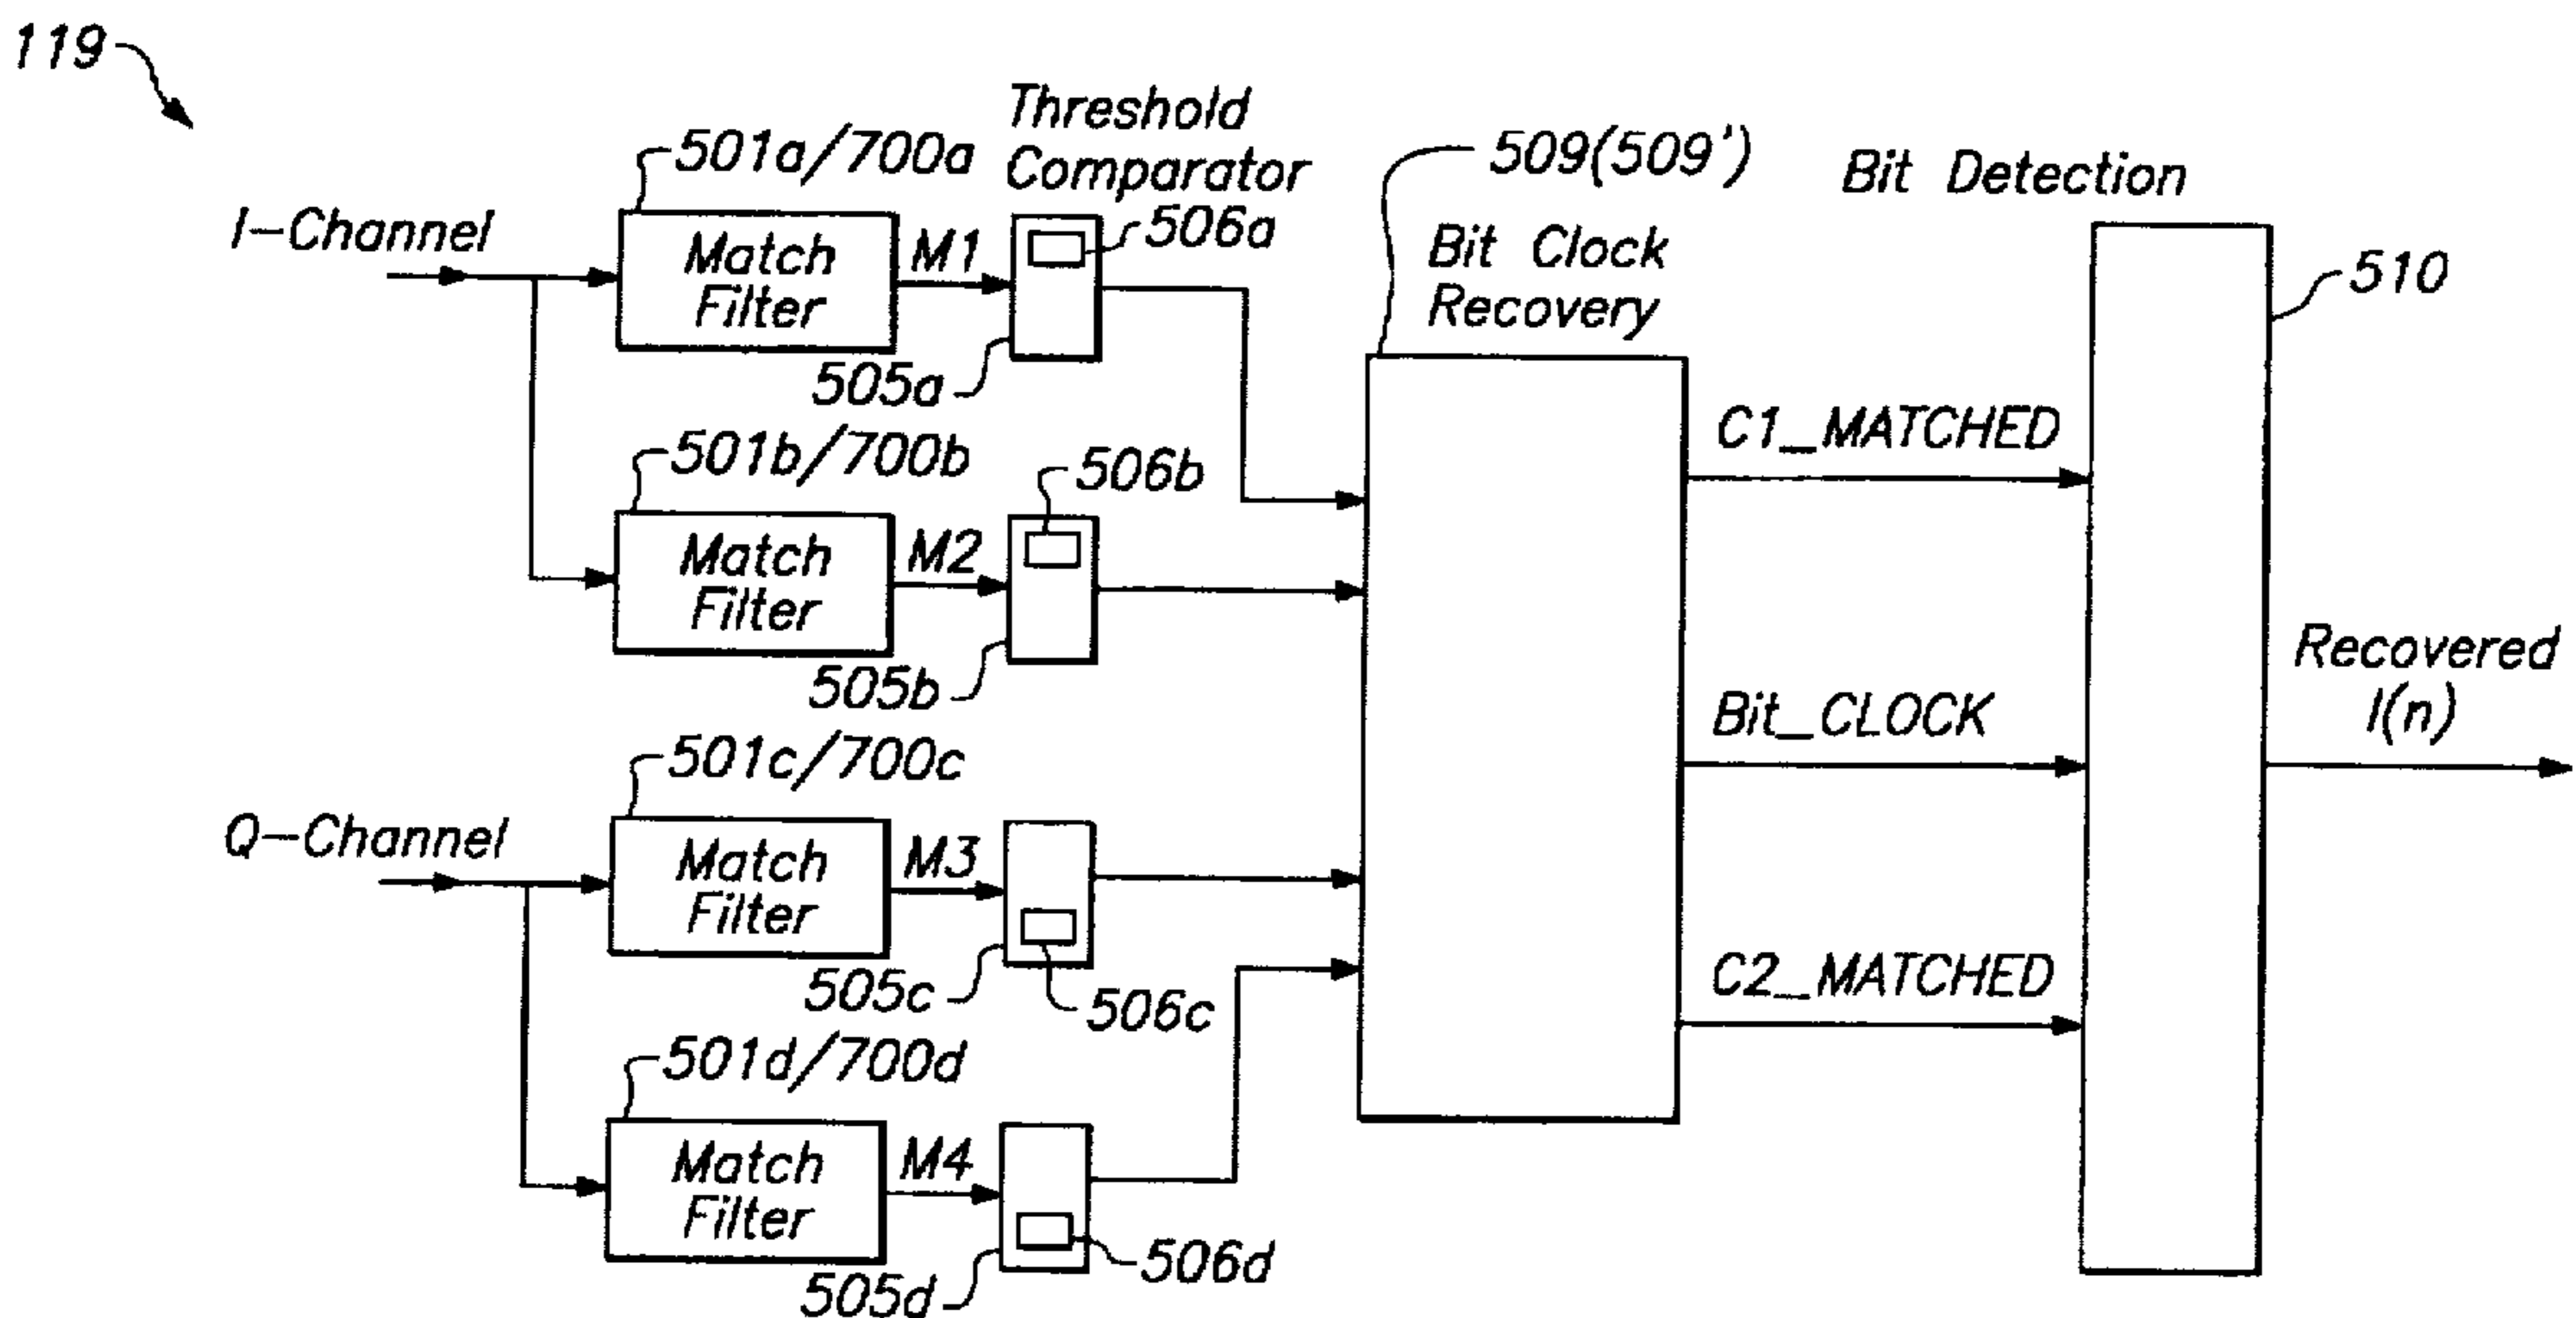 119
Threshold
Comparator
501a/700a
506a
I-Channel
Match
Filter
M1
505a
509(509')
Bit Clock
Recovery
Bit Detection
510
501b/700b
506b
Match
Filter
M2
505b
C1_MATCHED
Bit_CLOCK
C2_MATCHED
Recovered
I(n)
501c/700c
Q-Channel
Match
Filter
M3
505c
506c
501d/700d
Match
Filter
M4
505d
506d